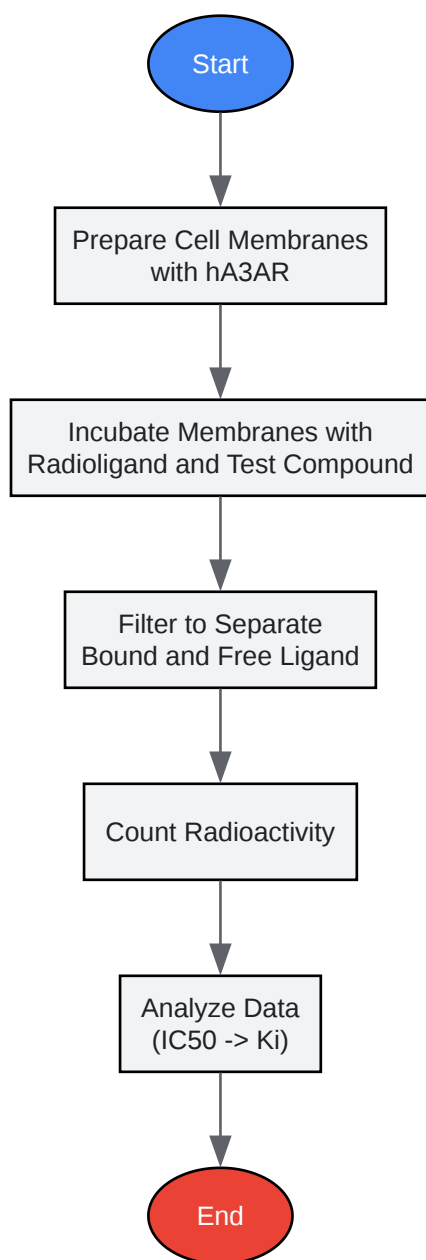 Start
Prepare Cell Membranes
with hA3AR
Incubate Membranes with
Radioligand and Test Compound
Filter to Separate
Bound and Free Ligand
Count Radioactivity
Analyze Data
(IC50 -> Ki)
End